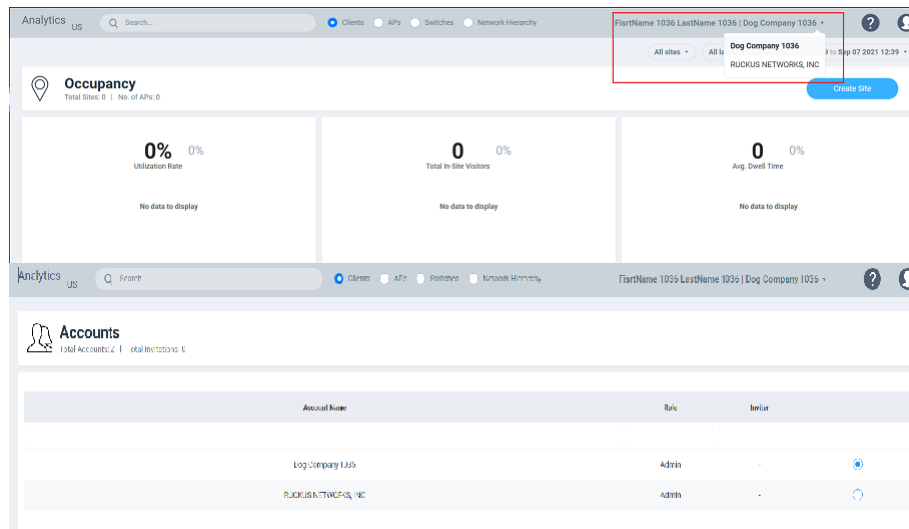 Analytics US Search... Clients APs Switches Network Hierarchy FisrtName 1036 LastName 1036 | Dog Company 1036 ?
All sites All la 9 to Sep 07 2021 12:39
Dog Company 1036
RUCKUS NETWORKS, INC
Occupancy
Total Sites: 0 | No. of APs: 0
Create Site
0% 0%
Utilization Rate
No data to display
0 0%
Total In-Site Visitors
No data to display
0 0%
Avg. Dwell Time
No data to display
Analytics US Search Clients APs Switches Network Hierarchy FisrtName 1036 LastName 1036 | Dog Company 1036 ?
Accounts
Total Accounts: 2 | Total Invitations: 0
Account Name Role Inviter
Dog Company 1036 Admin -
RUCKUS NETWORKS, INC Admin -